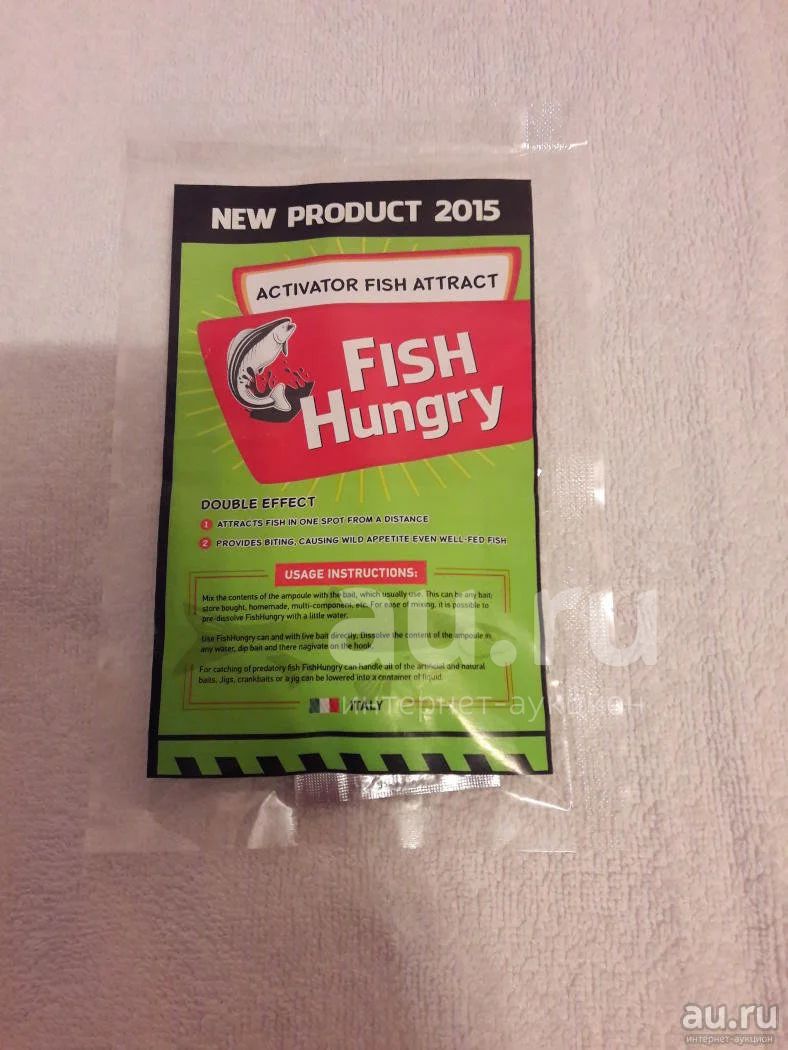 NEW PRODUCT 2015
ACTIVATOR FISH ATTRACT
FISH
Hungry
DOUBLE EFFECT
1 ATTRACTS FISH IN ONE SPOT FROM A DISTANCE
2 PROVIDES BITING, CAUSING WILD APPETITE EVEN WELL-FED FISH
USAGE INSTRUCTIONS:
Mix the contents of the ampoule with the bait, which usually use. This can be any bait:
store bought, homemade, multi-component, etc. For ease of mixing, it is possible to
pre-dissolve FishHungry with a little water.
Use FishHungry can and with live bait directly. Dissolve the content of the ampoule in
any water, dip bait and there nagivate on the hook.
For catching of predatory fish FishHungry can handle all of the artificial and natural
baits. Jigs, crankbaits or a jig can be lowered into a container of liquid.
ITALY
au.ru
интернет-аукцион
au.ru
интернет-аукцион